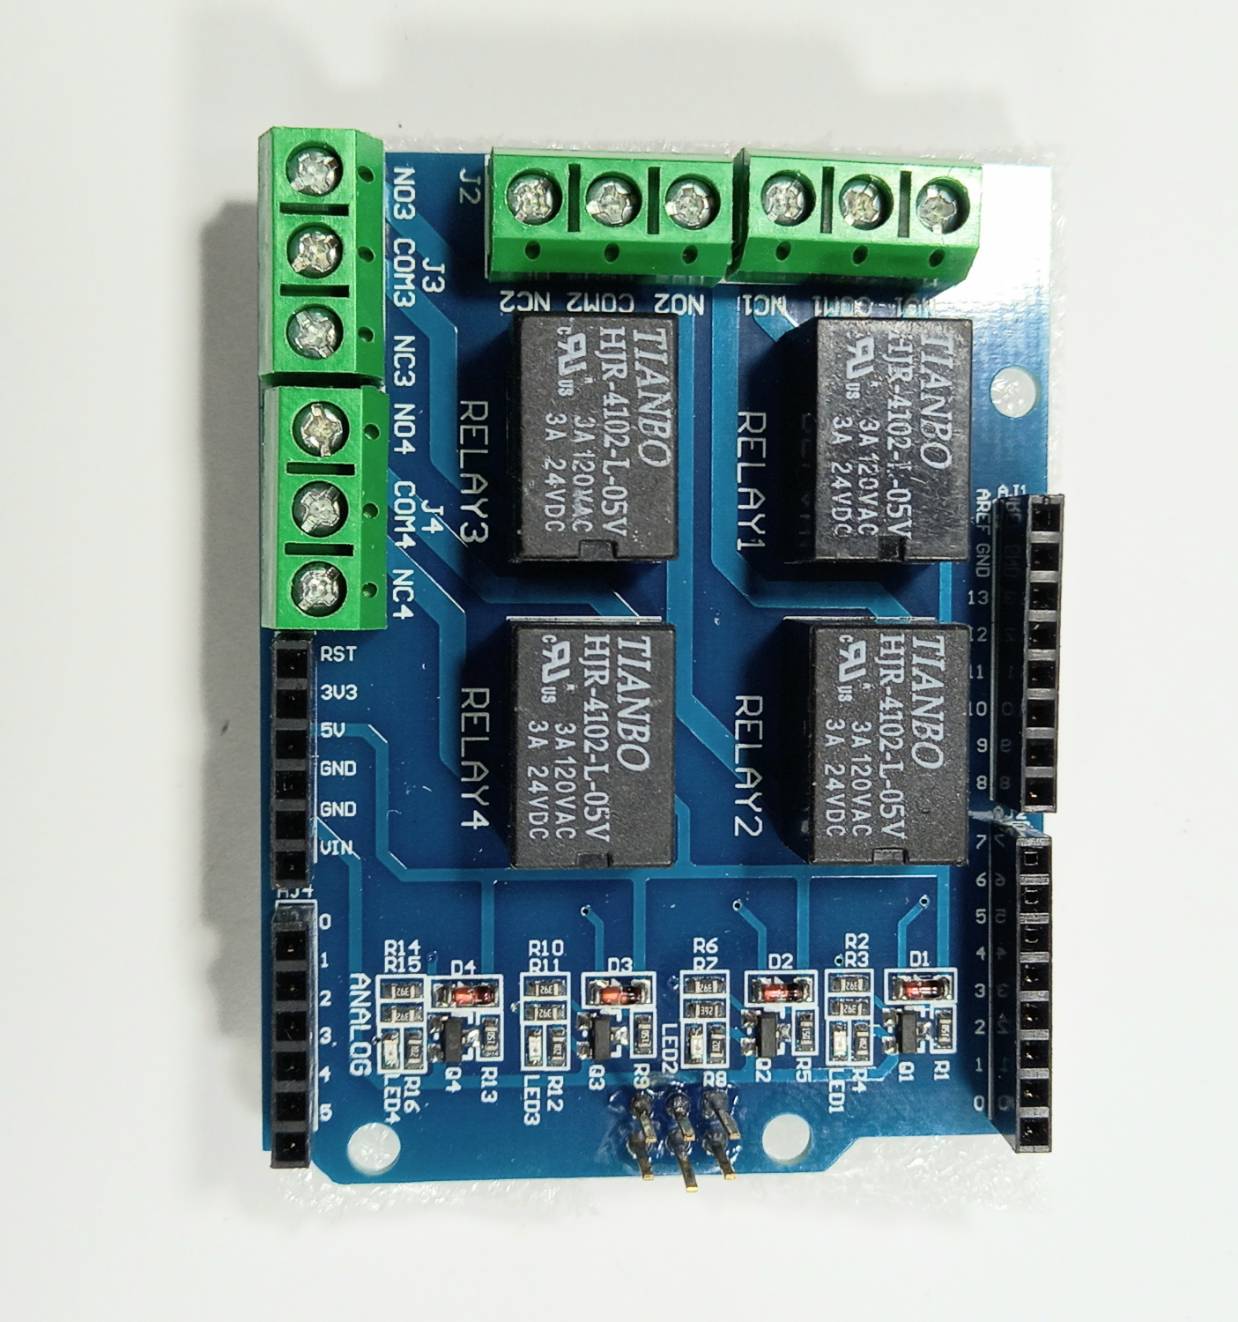 J2
NO3
COM3
NC3
J3
NO4
COM4
NC4
J4
NC2 COM2 NO2
NC1 COM1
RELAY3
TIANBO
HJR-4102-L-05V
3A 120VAC
3A 24VDC
c US
RELAY1
TIANBO
HJR-4102-L-05V
3A 120VAC
3A 24VDC
c US
RELAY4
TIANBO
HJR-4102-L-05V
3A 120VAC
3A 24VDC
c US
RELAY2
TIANBO
HJR-4102-L-05V
3A 120VAC
3A 24VDC
c US
AREF
GND
13
12
11
10
9
8
7
6
5
4
3
2
1
0
RST
3V3
5V
GND
GND
VIN
0
1
2
3
4
5
ANALOG
R14
R15
D4
R10
R11
D3
R6
R7
D2
R2
R3
D1
LED4
R16
Q4
R13
LED3
R12
Q3
R9
LED2
R8
Q2
R5
LED1
R4
Q1
R1